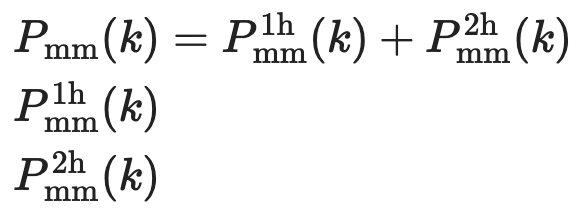 P_mm(k) = P_mm^1h(k) + P_mm^2h(k)
P_mm^1h(k)
P_mm^2h(k)